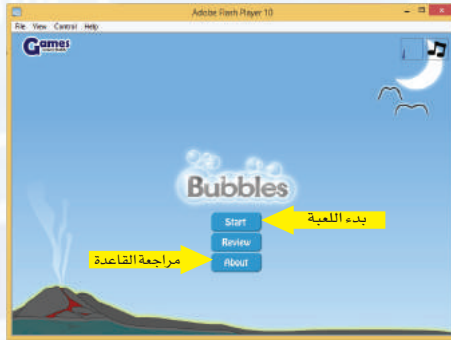 Adobe Flash Player 10
File View Control Help
Games
Bubbles
Start
بدء اللعبة
Review
About
مراجعة القاعدة